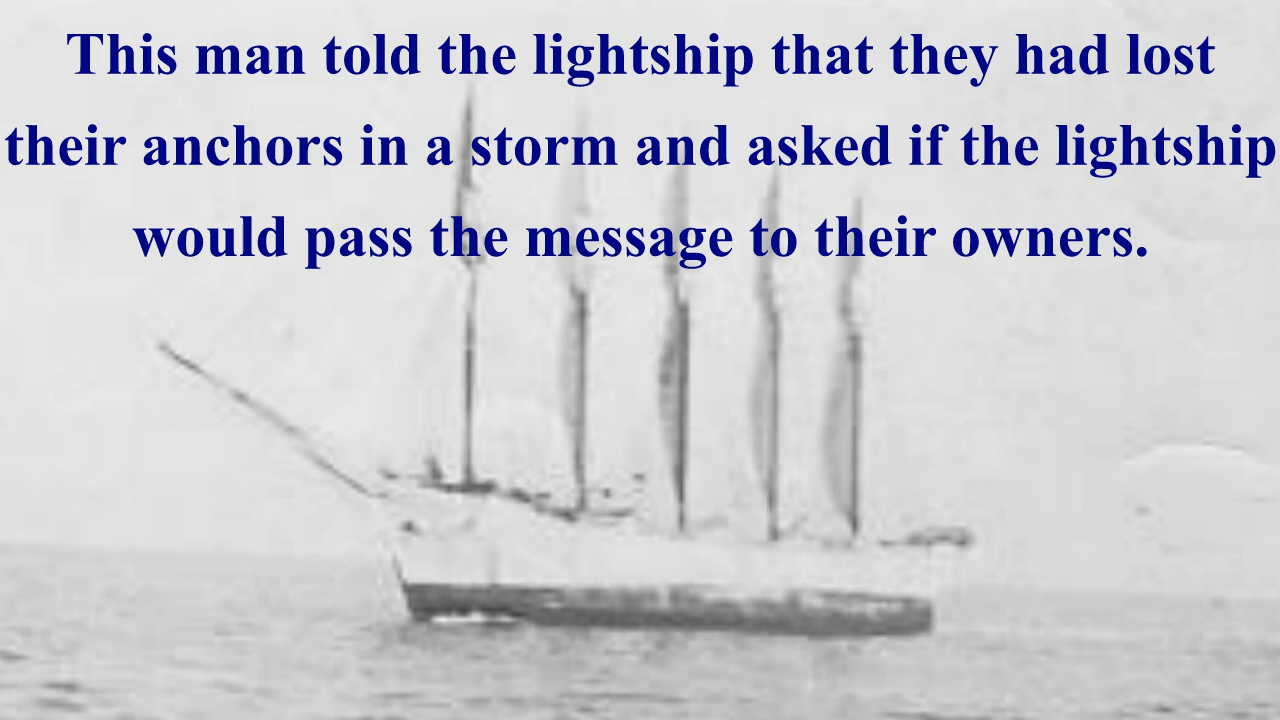 This man told the lightship that they had lost
their anchors in a storm and asked if the lightship
would pass the message to their owners.